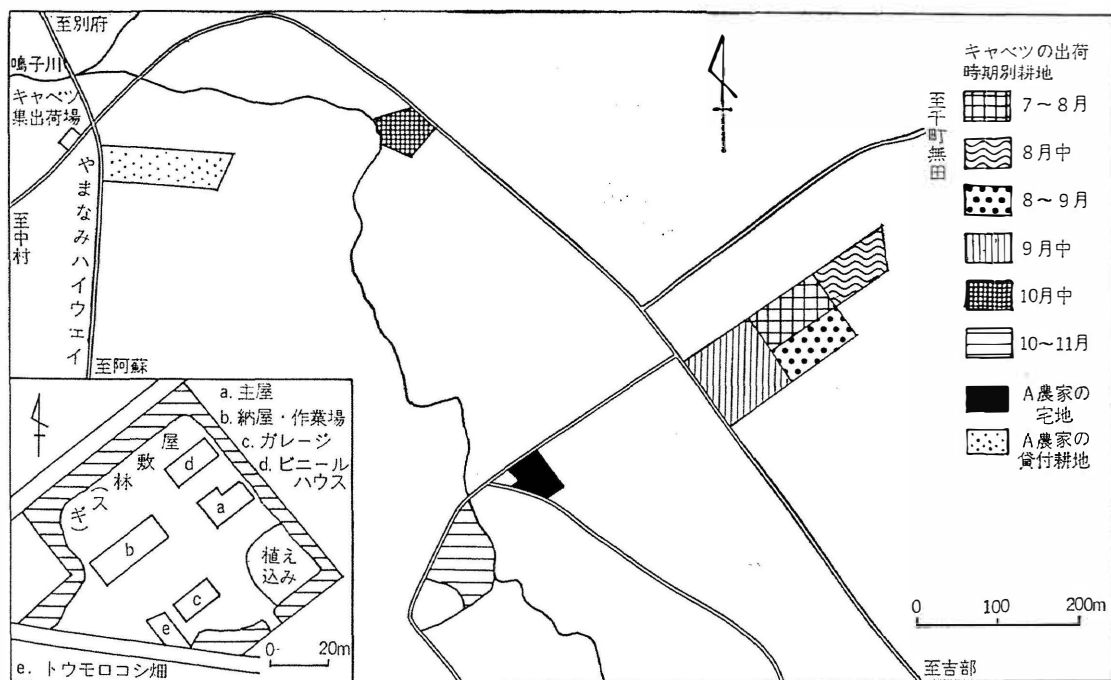 至別府
鳴子川
キャベツ
集出荷場
やまなみハイウェイ
至中村
至阿蘇
至千町無田
キャベツの出荷
時期別耕地
7～8月
8月中
8～9月
9月中
10月中
10～11月
A農家の
宅地
A農家の
貸付耕地
0 100 200m
至吉部
a. 主屋
b. 納屋・作業場
c. ガレージ
d. ビニール
ハウス
屋敷林(スギ)
d
a
b
植え
込み
c
e
0 20m
e. トウモロコシ畑